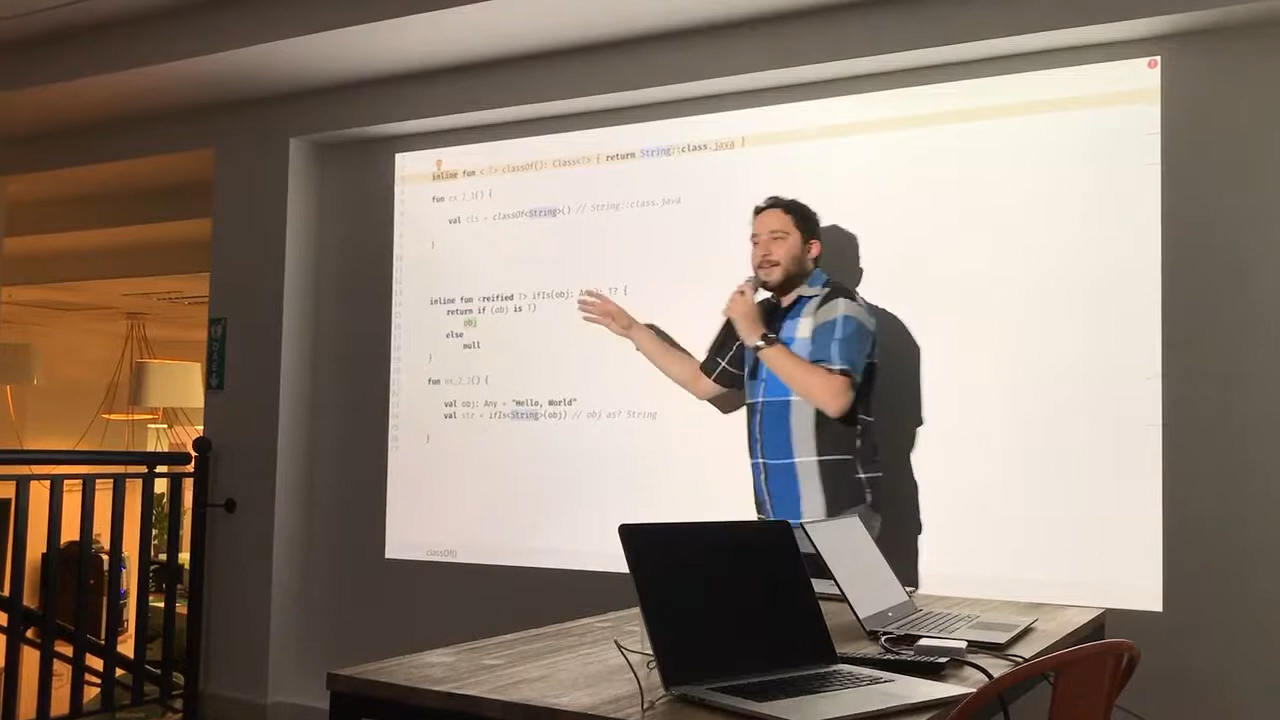 inline fun < T> classOf(): Class<T> { return String::class.java }
fun ex_2_1() {
val cls = classOf<String>() // String::class.java
}
inline fun <reified T> ifIs(obj: Any): T? {
return if (obj is T)
obj
else
null
}
fun ex_2_2() {
val obj: Any = "Hello, World"
val str = ifIs<String>(obj) // obj as? String
}
classOf()